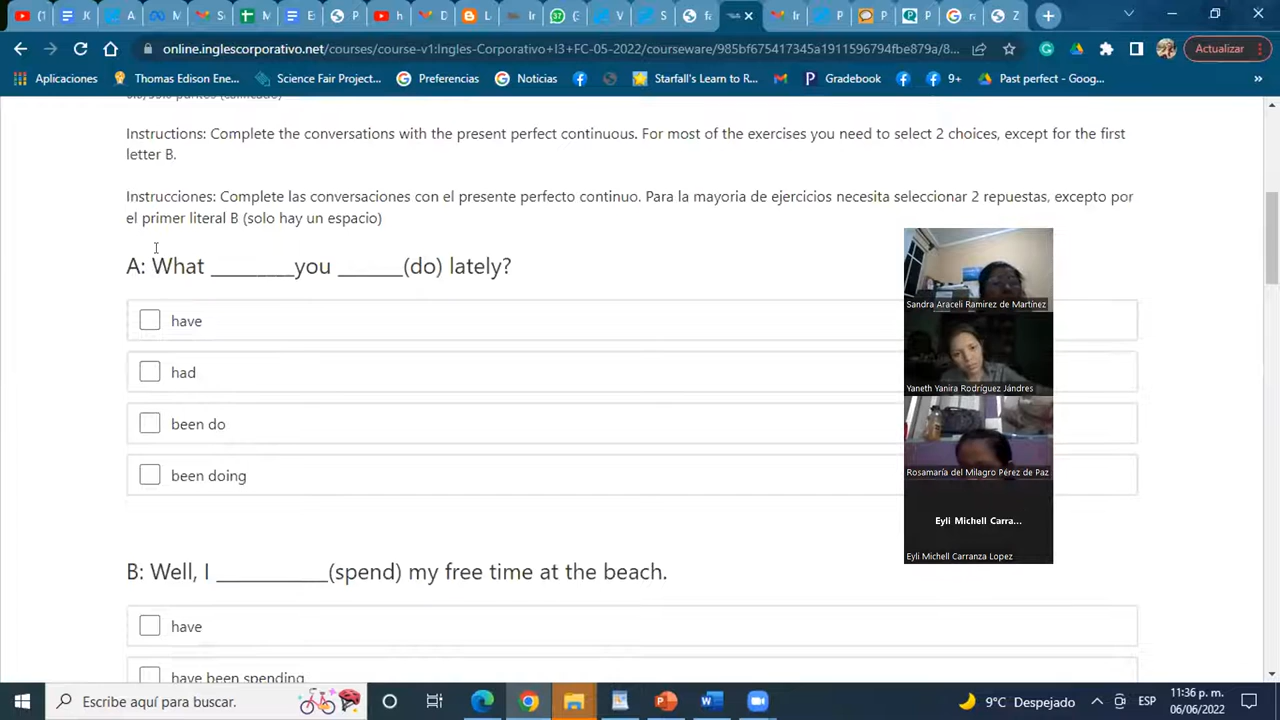 online.inglescorporativo.net/courses/course-v1:Ingles-Corporativo+I3+FC-05-2022/courseware/985bf675417345a1911596794fbe879a/8...
Actualizar
Aplicaciones
Thomas Edison Ene...
Science Fair Project...
Preferencias
Noticias
Starfall's Learn to R...
Gradebook
9+
Past perfect - Goog...
Instructions: Complete the conversations with the present perfect continuous. For most of the exercises you need to select 2 choices, except for the first
letter B.
Instrucciones: Complete las conversaciones con el presente perfecto continuo. Para la mayoria de ejercicios necesita seleccionar 2 repuestas, excepto por
el primer literal B (solo hay un espacio)
A: What ________you ______(do) lately?
have
had
been do
been doing
Sandra Araceli Ramírez de Martínez
Yaneth Yanira Rodríguez Jándres
Rosamaría del Milagro Pérez de Paz
Eyli Michell Carra...
Eyli Michell Carranza Lopez
B: Well, I __________(spend) my free time at the beach.
have
have been spending
Escribe aquí para buscar.
9°C Despejado
ESP
11:36 p. m.
06/06/2022